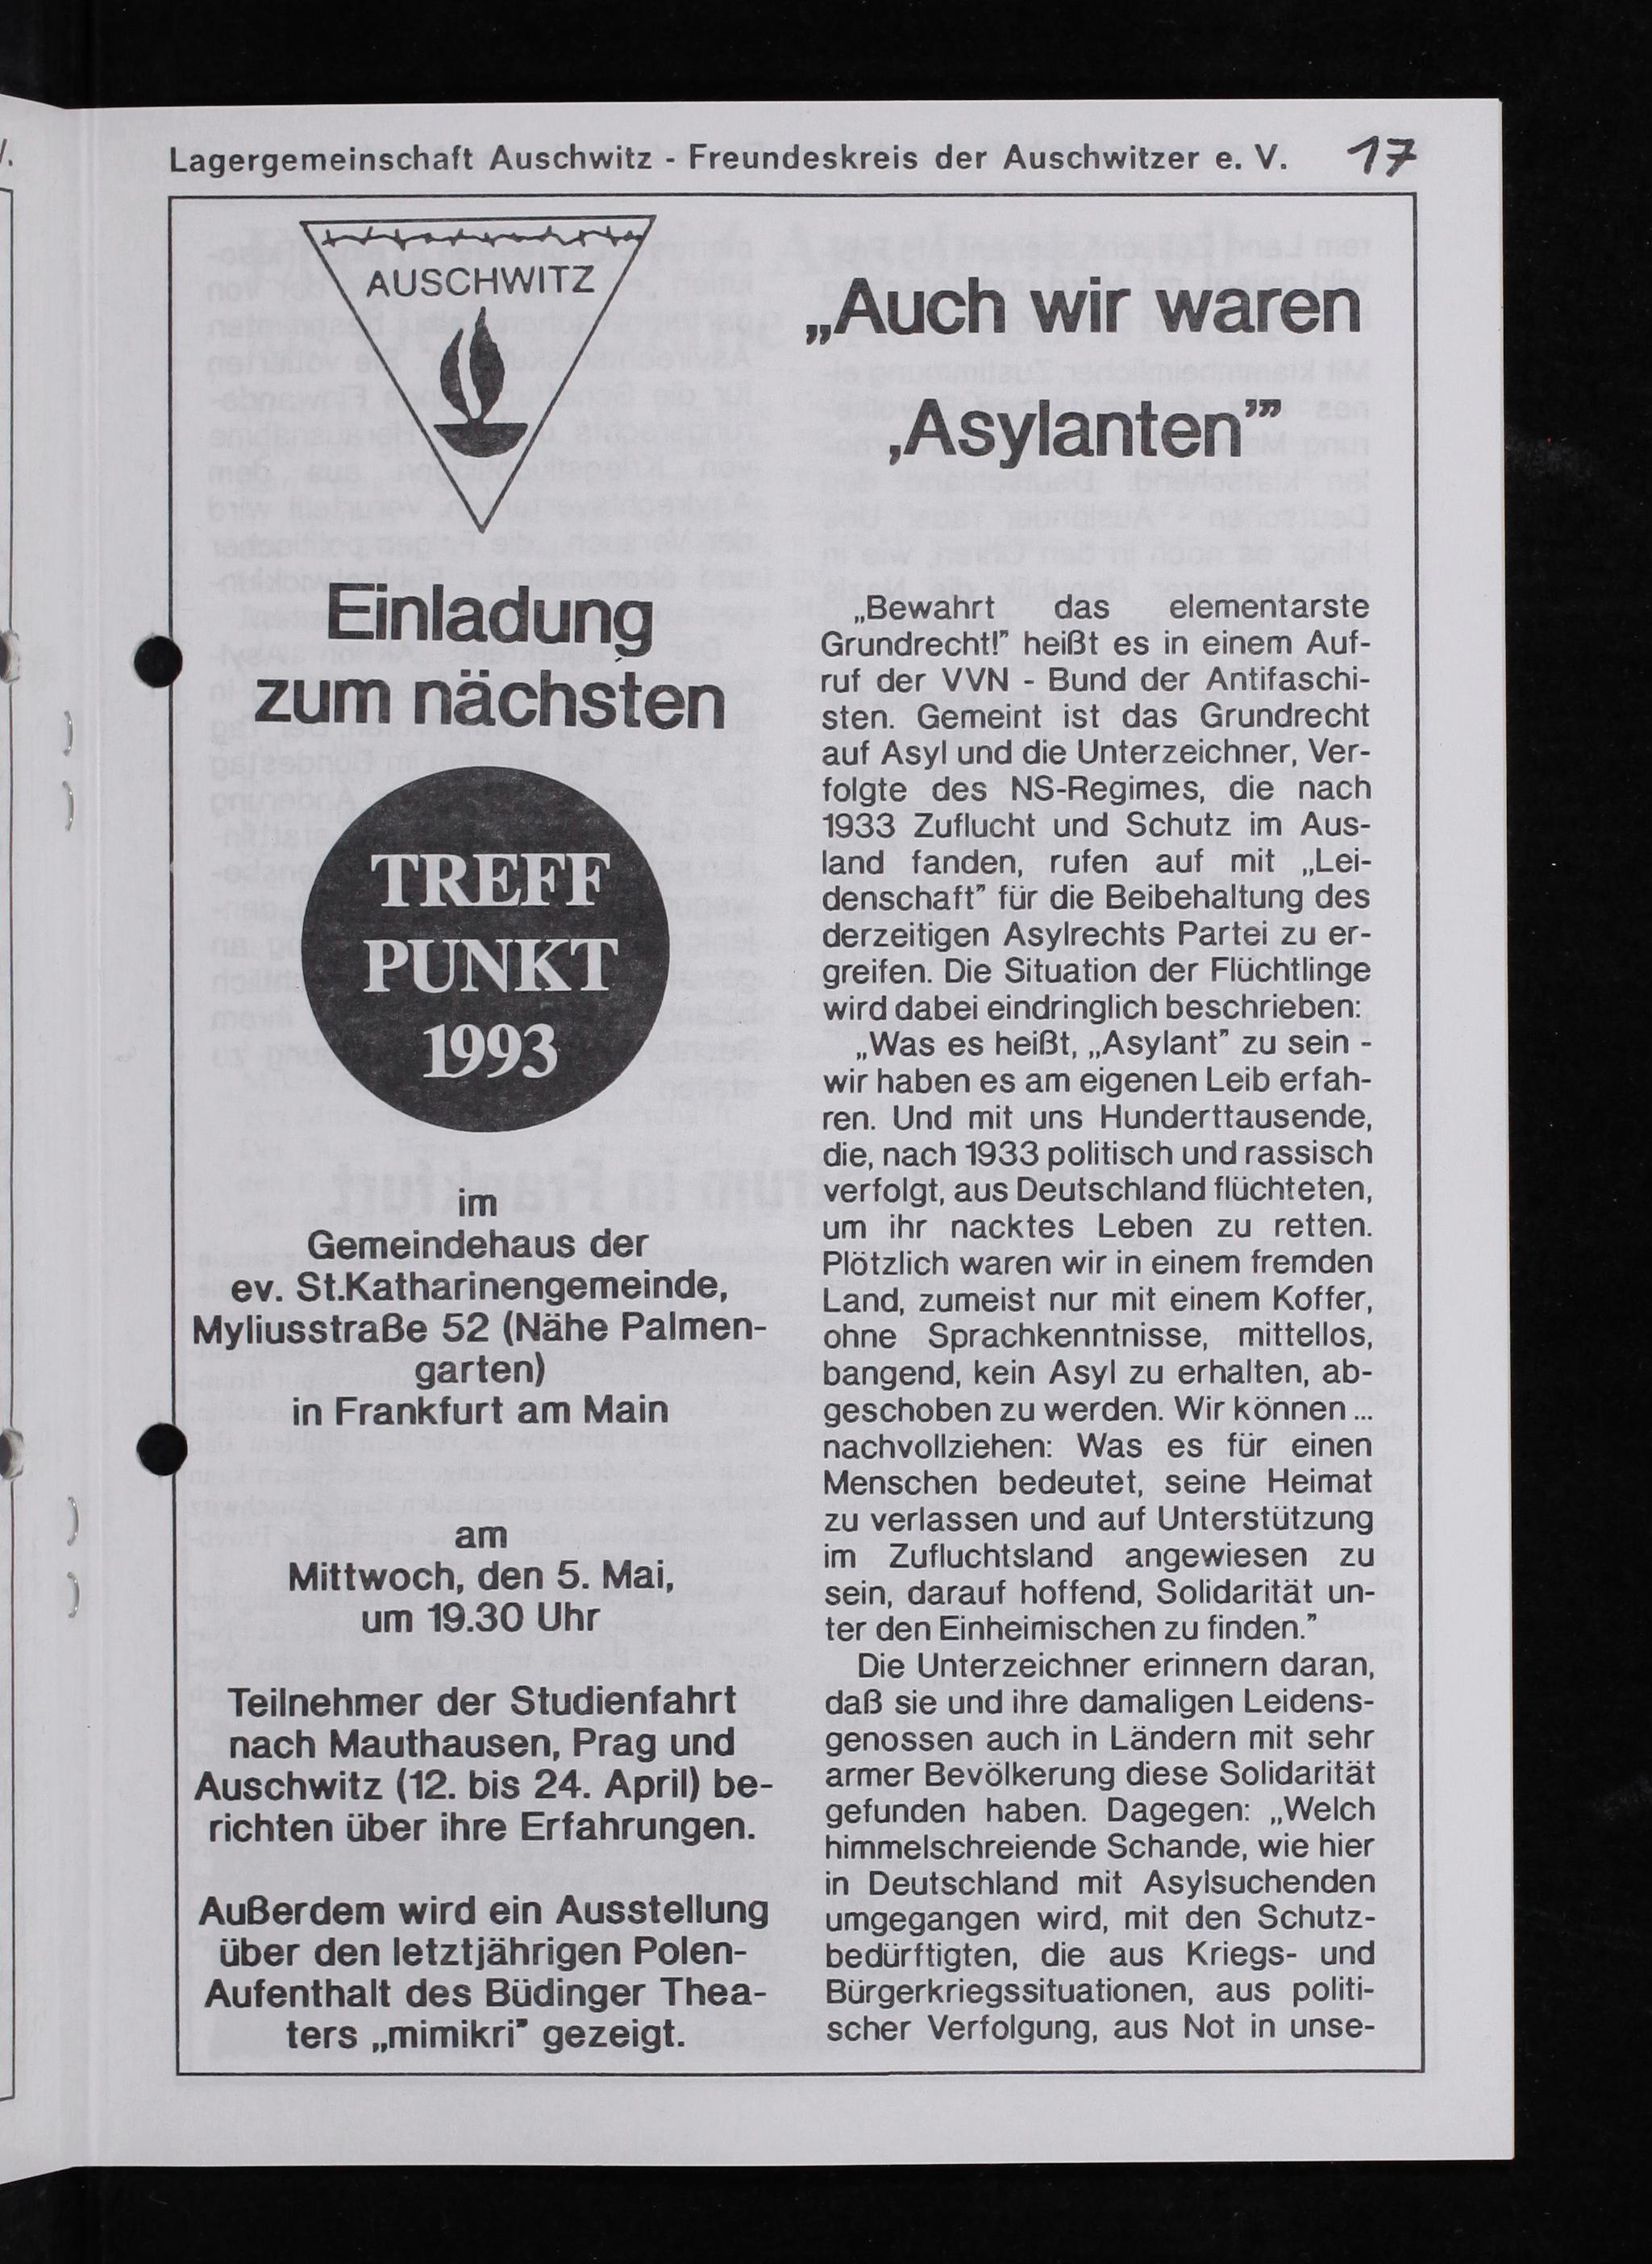 Lagergemeinschaft Auschwitz - Freundeskreis der Auschwitzer e. V. 17
AUSCHWITZ
Einladung
zum nächsten
TREFF
PUNKT
1993
im
Gemeindehaus der
ev. St.Katharinengemeinde,
Myliusstraße 52 (Nähe Palmen-
garten)
in Frankfurt am Main
am
Mittwoch, den 5. Mai,
um 19.30 Uhr
Teilnehmer der Studienfahrt
nach Mauthausen, Prag und
Auschwitz (12. bis 24. April) be-
richten über ihre Erfahrungen.
Außerdem wird ein Ausstellung
über den letztjährigen Polen-
Aufenthalt des Büdinger Thea-
ters „mimikri” gezeigt.
„Auch wir waren
‚Asylanten’”
„Bewahrt das elementarste
Grundrecht!” heißt es in einem Auf-
ruf der VVN - Bund der Antifaschi-
sten. Gemeint ist das Grundrecht
auf Asyl und die Unterzeichner, Ver-
folgte des NS-Regimes, die nach
1933 Zuflucht und Schutz im Aus-
land fanden, rufen auf mit „Lei-
denschaft” für die Beibehaltung des
derzeitigen Asylrechts Partei zu er-
greifen. Die Situation der Flüchtlinge
wird dabei eindringlich beschrieben:
„Was es heißt, „Asylant” zu sein -
wir haben es am eigenen Leib erfah-
ren. Und mit uns Hunderttausende,
die, nach 1933 politisch und rassisch
verfolgt, aus Deutschland flüchteten,
um ihr nacktes Leben zu retten.
Plötzlich waren wir in einem fremden
Land, zumeist nur mit einem Koffer,
ohne Sprachkenntnisse, mittellos,
bangend, kein Asyl zu erhalten, ab-
geschoben zu werden. Wir können ...
nachvollziehen: Was es für einen
Menschen bedeutet, seine Heimat
zu verlassen und auf Unterstützung
im Zufluchtsland angewiesen zu
sein, darauf hoffend, Solidarität un-
ter den Einheimischen zu finden.”
Die Unterzeichner erinnern daran,
daß sie und ihre damaligen Leidens-
genossen auch in Ländern mit sehr
armer Bevölkerung diese Solidarität
gefunden haben. Dagegen: „Welch
himmelschreiende Schande, wie hier
in Deutschland mit Asylsuchenden
umgegangen wird, mit den Schutz-
bedürftigten, die aus Kriegs- und
Bürgerkriegssituationen, aus politi-
scher Verfolgung, aus Not in unse-